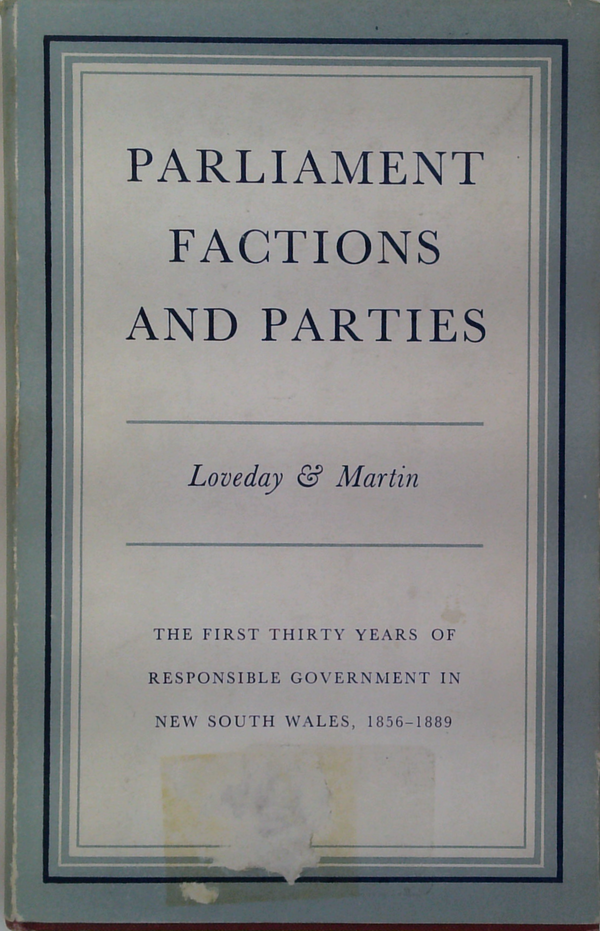 PARLIAMENT
FACTIONS
AND PARTIES
Loveday & Martin
THE FIRST THIRTY YEARS OF
RESPONSIBLE GOVERNMENT IN
NEW SOUTH WALES, 1856–1889